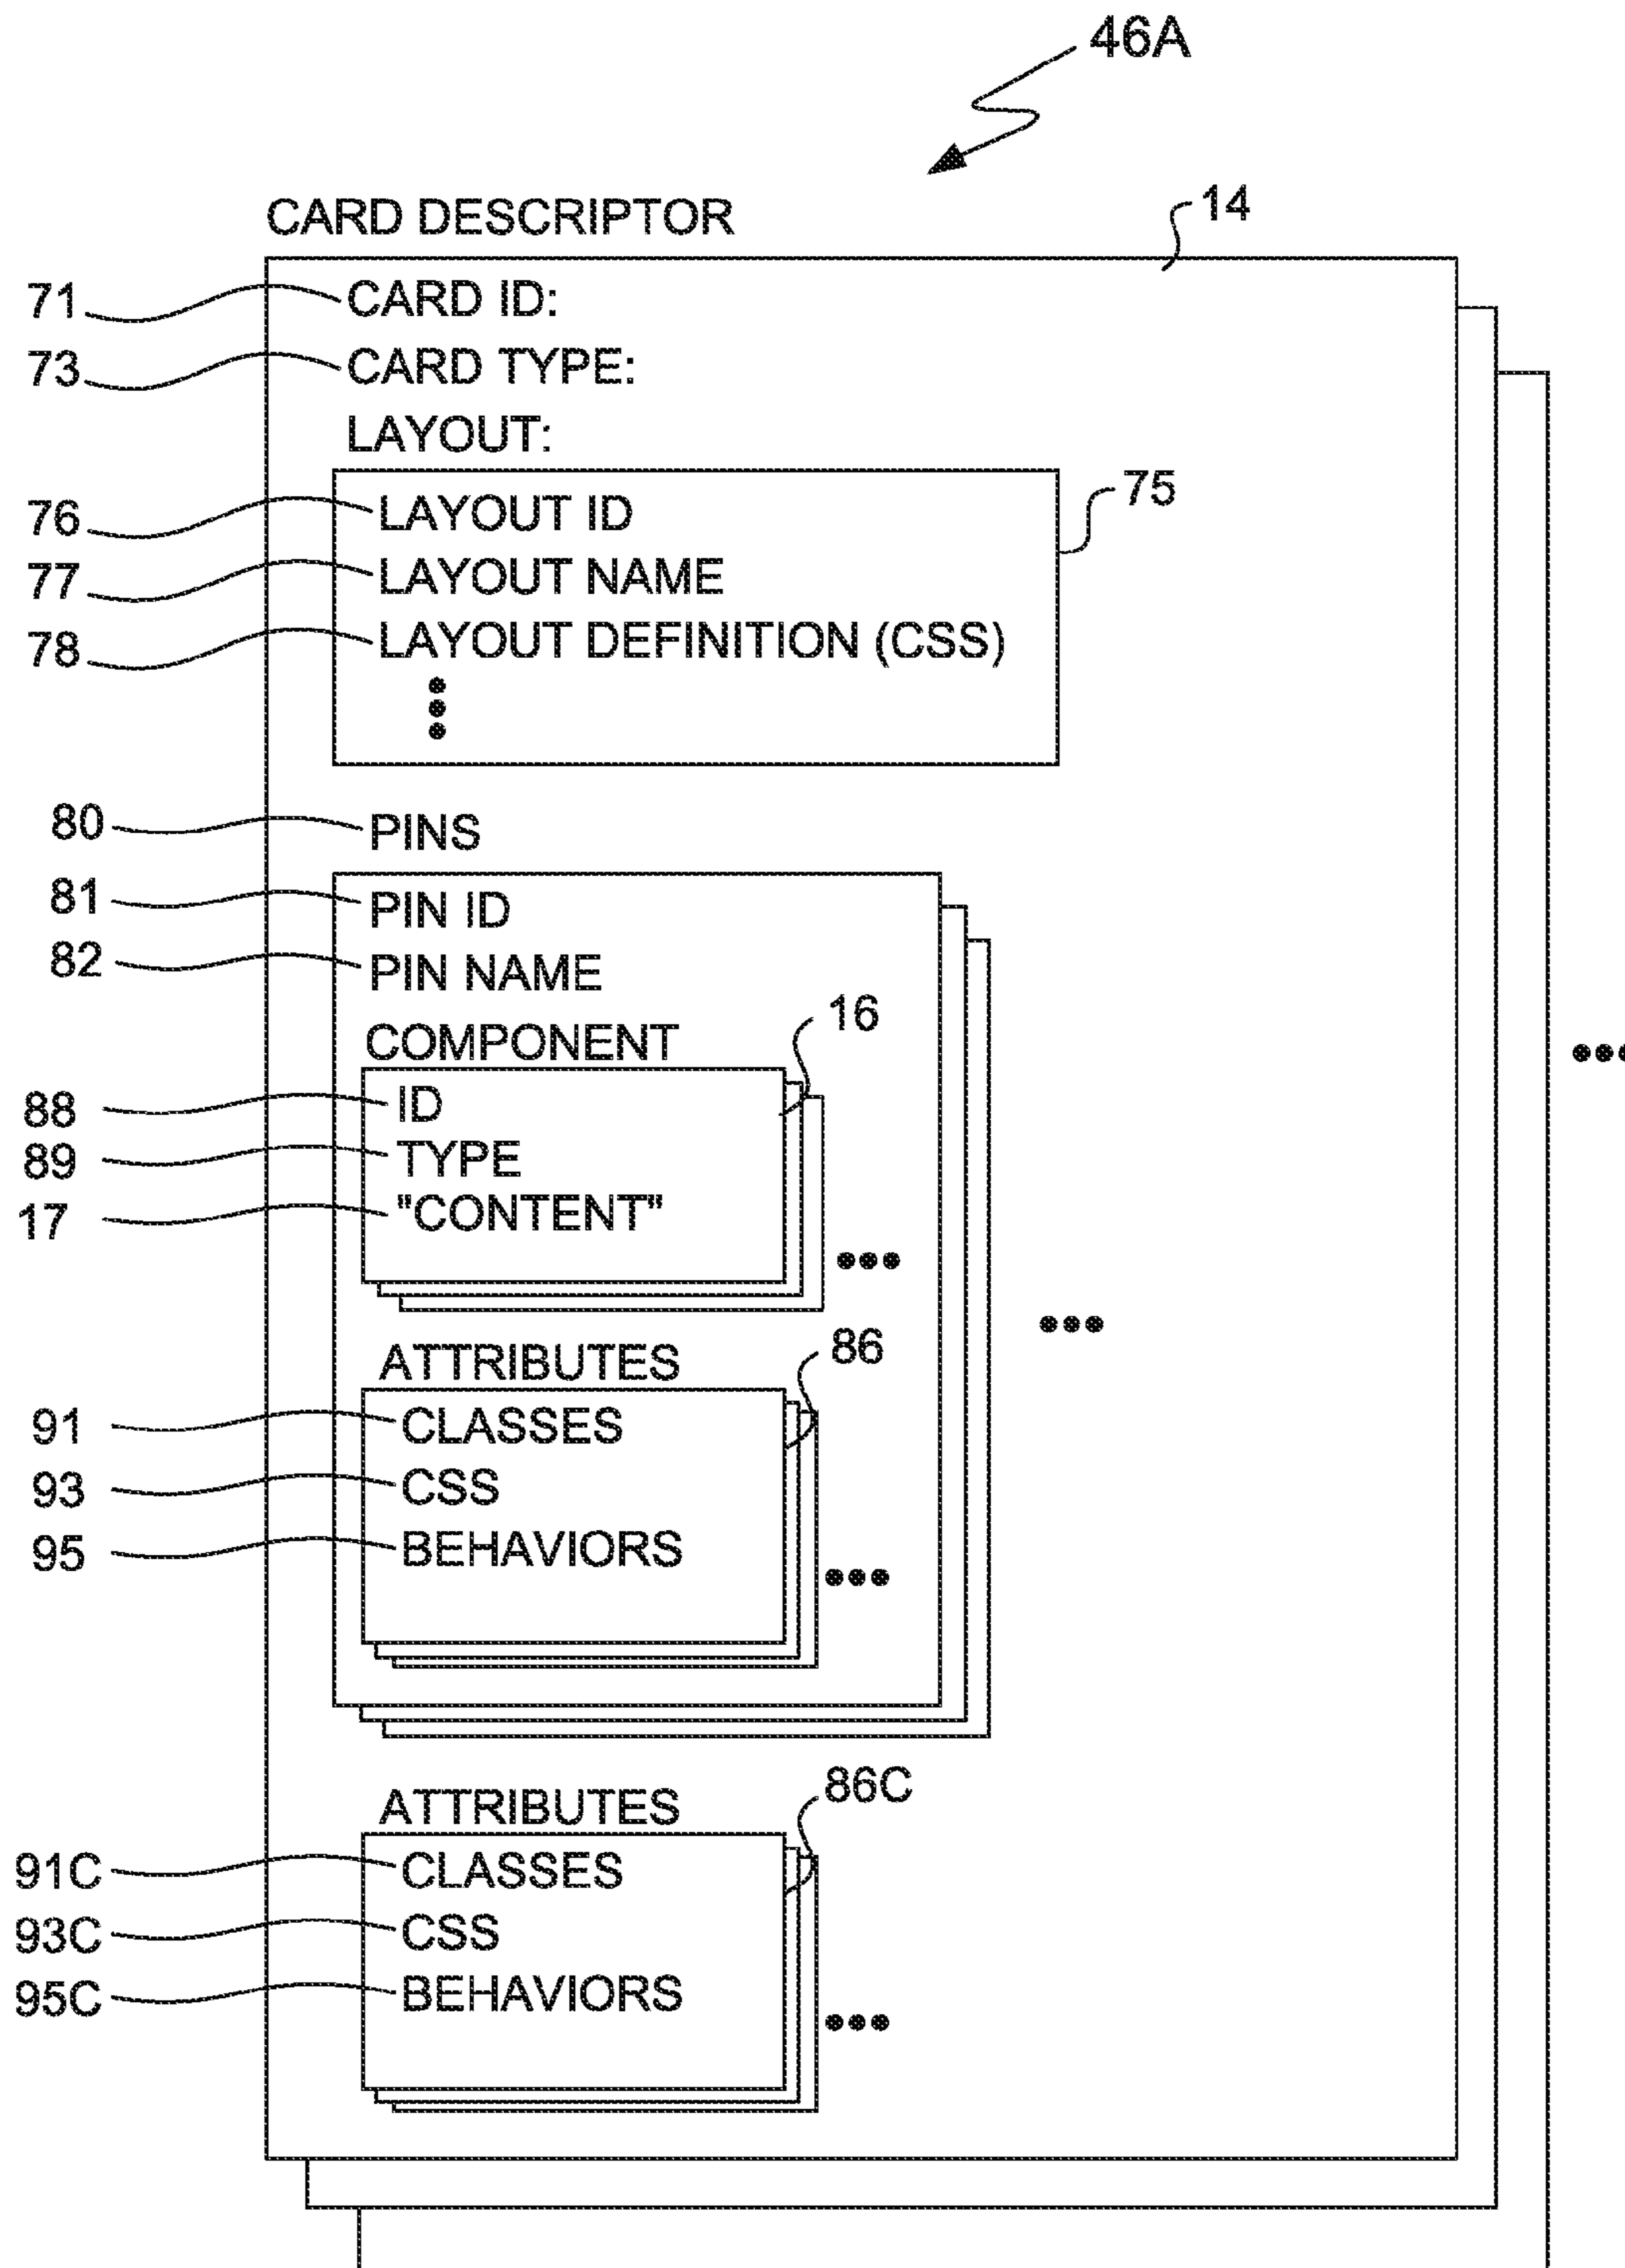 46A
CARD DESCRIPTOR
14
71 CARD ID:
73 CARD TYPE:
LAYOUT:
75
76 LAYOUT ID
77 LAYOUT NAME
78 LAYOUT DEFINITION (CSS)
80 PINS
81 PIN ID
82 PIN NAME
16
COMPONENT
88 ID
89 TYPE
17 "CONTENT"
86
ATTRIBUTES
91 CLASSES
93 CSS
95 BEHAVIORS
86C
ATTRIBUTES
91C CLASSES
93C CSS
95C BEHAVIORS